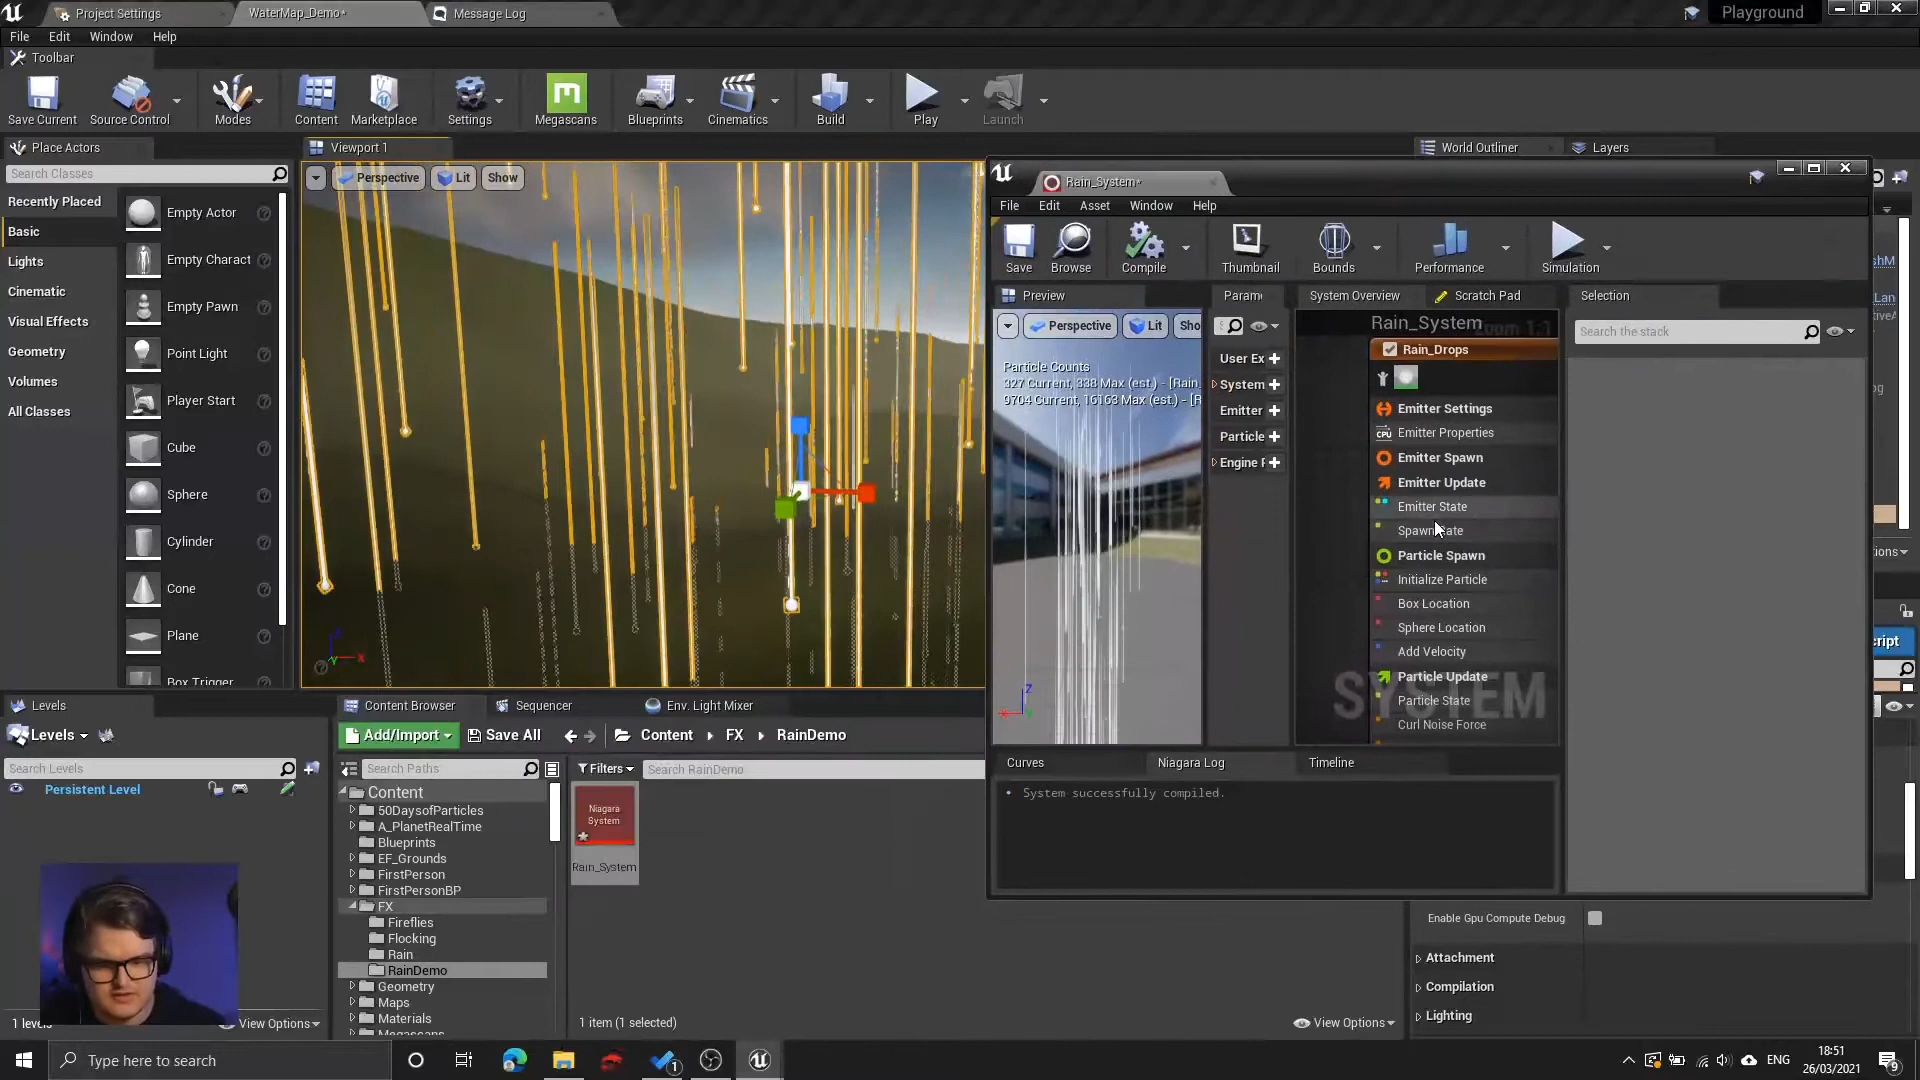 Project Settings
WaterMap_Demo*
Message Log
Playground
File Edit Window Help
Toolbar
Save Current
Source Control
Modes
Content
Marketplace
Settings
Megascans
Blueprints
Cinematics
Build
Play
Launch
Place Actors
Search Classes
Recently Placed
Basic
Lights
Cinematic
Visual Effects
Geometry
Volumes
All Classes
Empty Actor
Empty Charact
Empty Pawn
Point Light
Player Start
Cube
Sphere
Cylinder
Cone
Plane
Box Trigger
Viewport 1
Perspective
Lit
Show
World Outliner
Layers
Rain_System*
File Edit Asset Window Help
Save
Browse
Compile
Thumbnail
Bounds
Performance
Simulation
Preview
Perspective
Lit
Sho
Particle Counts
327 Current, 338 Max (est.) - [Rain_
9704 Current, 16163 Max (est.) - [R
Z
Param
User Ex
System
Emitter
Particle
Engine P
System Overview
Scratch Pad
Rain_System
Zoom 1:1
Rain_Drops
Emitter Settings
CPU
Emitter Properties
Emitter Spawn
Emitter Update
Emitter State
Spawn Rate
Particle Spawn
Initialize Particle
Box Location
Sphere Location
Add Velocity
Particle Update
Particle State
Curl Noise Force
SYSTEM
Selection
Search the stack
Curves
Niagara Log
Timeline
System successfully compiled.
Levels
Levels
Search Levels
Persistent Level
View Options
Content Browser
Sequencer
Env. Light Mixer
Add/Import
Save All
Content
FX
RainDemo
Search Paths
Filters
Search RainDemo
Content
50DaysofParticles
A_PlanetRealTime
Blueprints
EF_Grounds
FirstPerson
FirstPersonBP
FX
Fireflies
Flocking
Rain
RainDemo
Geometry
Maps
Materials
Megascans
Niagara
System
Rain_System
1 item (1 selected)
View Options
Enable Gpu Compute Debug
Attachment
Compilation
Lighting
Type here to search
ENG
18:51
26/03/2021